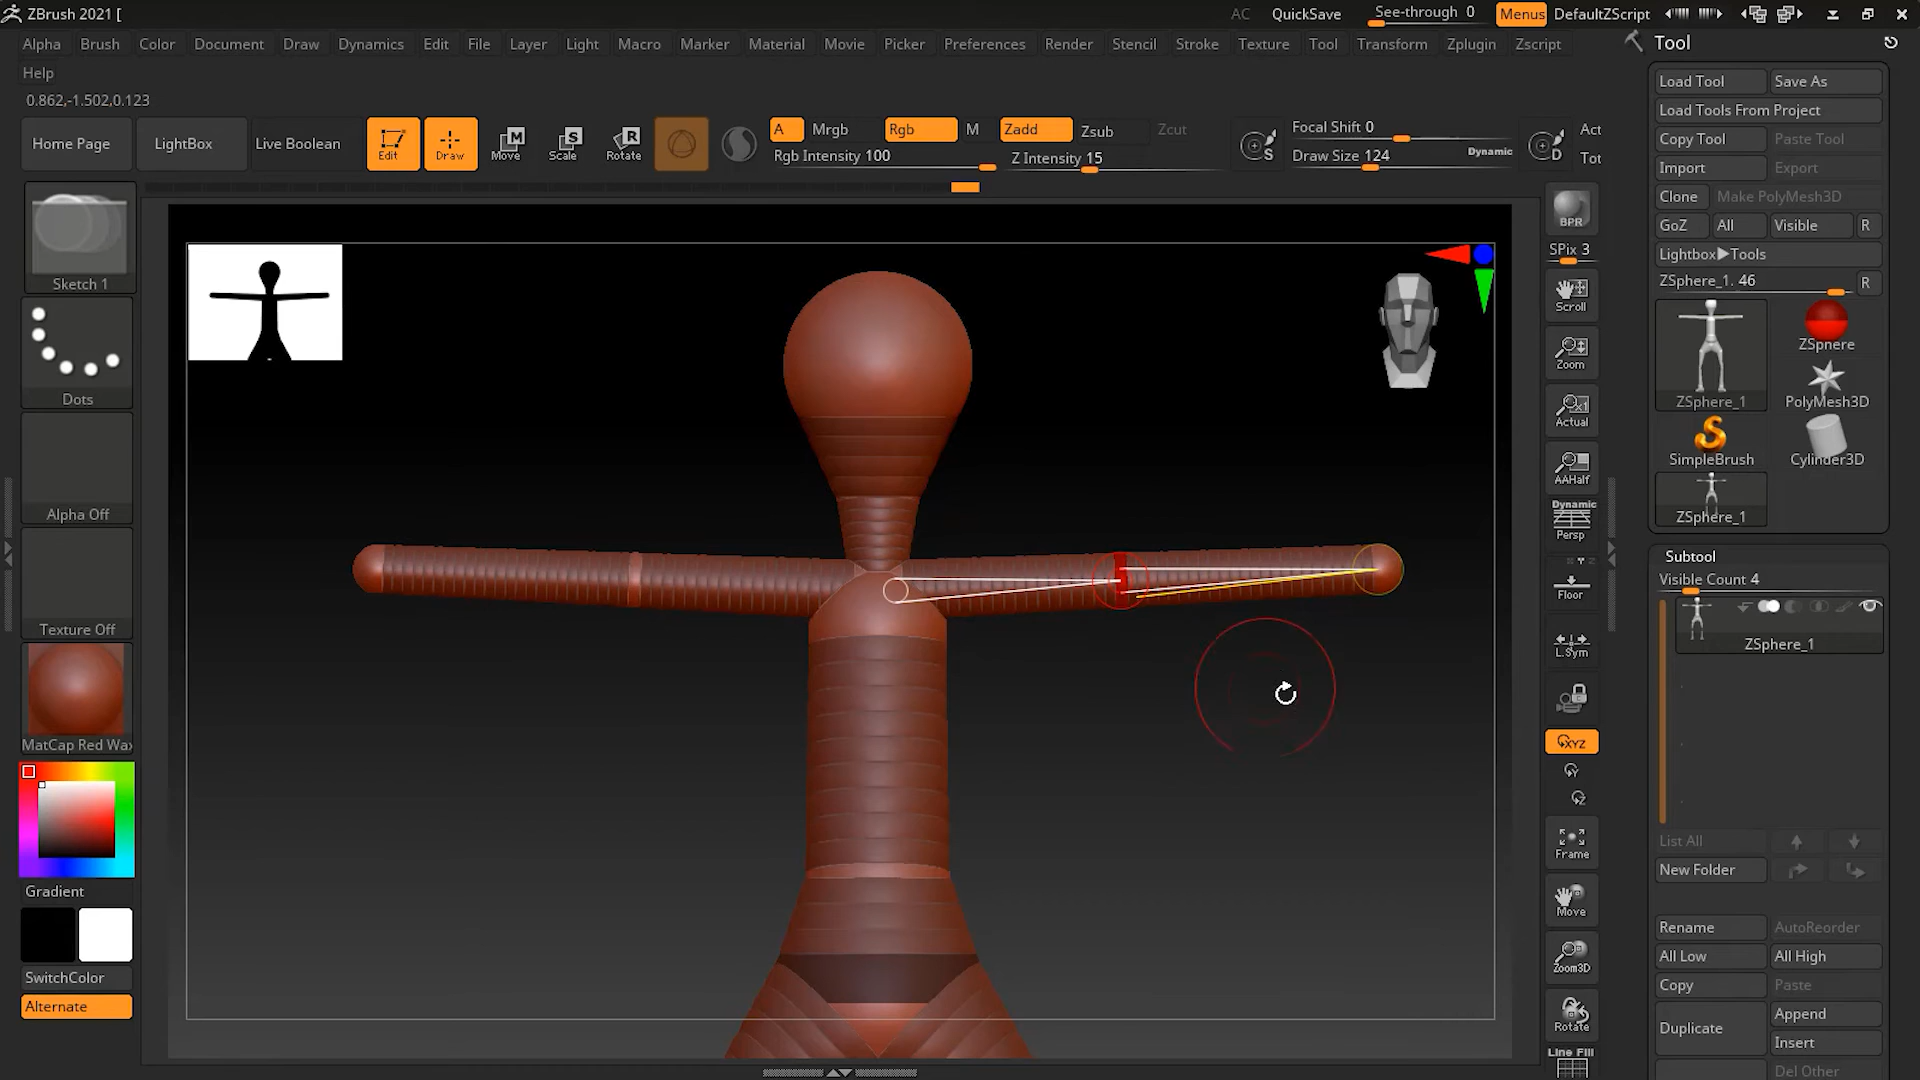 ZBrush 2021 [
AC QuickSave See-through 0 Menus DefaultZScript
Alpha Brush Color Document Draw Dynamics Edit File Layer Light Macro Marker Material Movie Picker Preferences Render Stencil Stroke Texture Tool Transform Zplugin Zscript
Help
0.862,-1.502,0.123
Home Page LightBox Live Boolean Edit Draw Move Scale Rotate
M S R
A Mrgb Rgb M Zadd Zsub Zcut
Rgb Intensity 100 Z Intensity 15
S Focal Shift 0
Draw Size 124 Dynamic
D Act
Tot
Sketch 1
Dots
Alpha Off
Texture Off
MatCap Red Wax
Gradient
SwitchColor
Alternate
BPR
SPix 3
Scroll
Zoom
Actual
AAHalf
Dynamic
Persp
Floor
L.Sym
XYZ
Y
Z
Frame
Move
Zoom3D
Rotate
Line Fill
Tool
Load Tool Save As
Load Tools From Project
Copy Tool Paste Tool
Import Export
Clone Make PolyMesh3D
GoZ All Visible R
Lightbox▶Tools
ZSphere_1. 46 R
ZSphere_1 ZSphere
PolyMesh3D
SimpleBrush Cylinder3D
ZSphere_1
Subtool
Visible Count 4
ZSphere_1
List All
New Folder
Rename AutoReorder
All Low All High
Copy Paste
Duplicate Append
Insert
Del Other